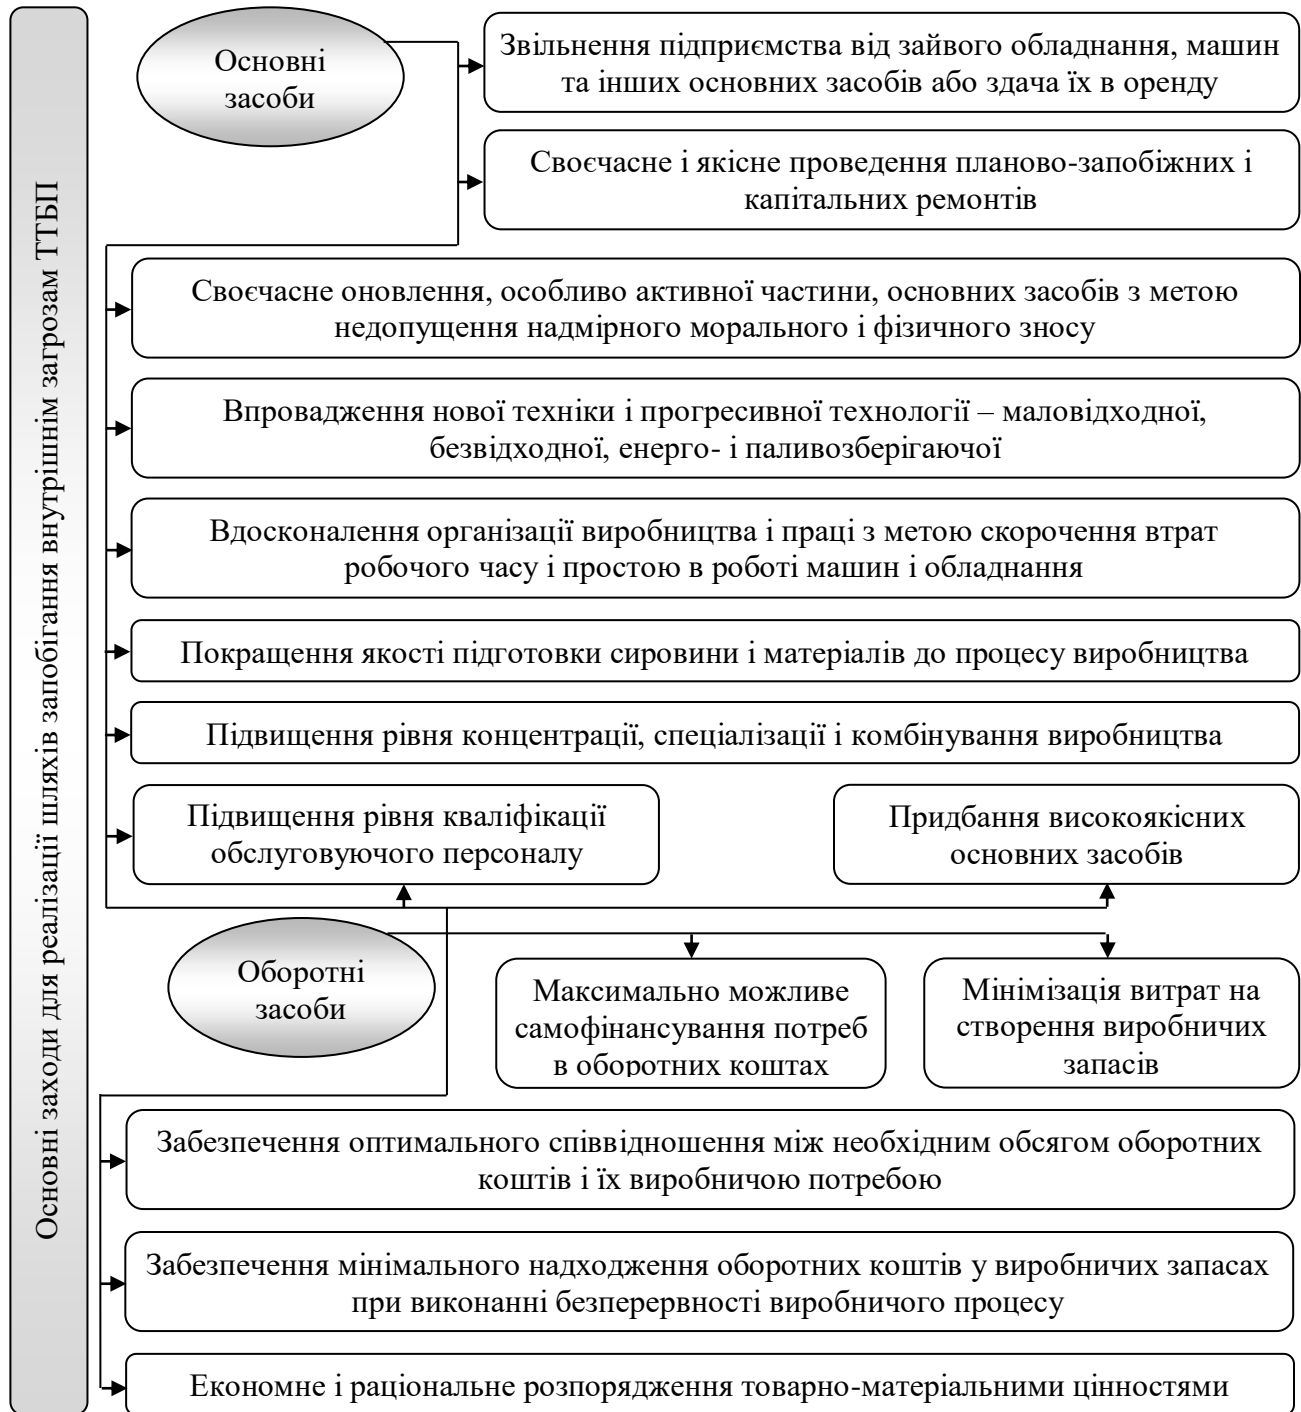 Основні заходи для реалізації шляхів запобігання внутрішнім загрозам ТТБП
Основні
засоби
Звільнення підприємства від зайвого обладнання, машин
та інших основних засобів або здача їх в оренду
Своєчасне і якісне проведення планово-запобіжних і
капітальних ремонтів
Своєчасне оновлення, особливо активної частини, основних засобів з метою
недопущення надмірного морального і фізичного зносу
Впровадження нової техніки і прогресивної технології – маловідходної,
безвідходної, енерго- і паливозберігаючої
Вдосконалення організації виробництва і праці з метою скорочення втрат
робочого часу і простою в роботі машин і обладнання
Покращення якості підготовки сировини і матеріалів до процесу виробництва
Підвищення рівня концентрації, спеціалізації і комбінування виробництва
Підвищення рівня кваліфікації
обслуговуючого персоналу
Придбання високоякісних
основних засобів
Оборотні
засоби
Максимально можливе
самофінансування потреб
в оборотних коштах
Мінімізація витрат на
створення виробничих
запасів
Забезпечення оптимального співвідношення між необхідним обсягом оборотних
коштів і їх виробничою потребою
Забезпечення мінімального надходження оборотних коштів у виробничих запасах
при виконанні безперервності виробничого процесу
Економне і раціональне розпорядження товарно-матеріальними цінностями